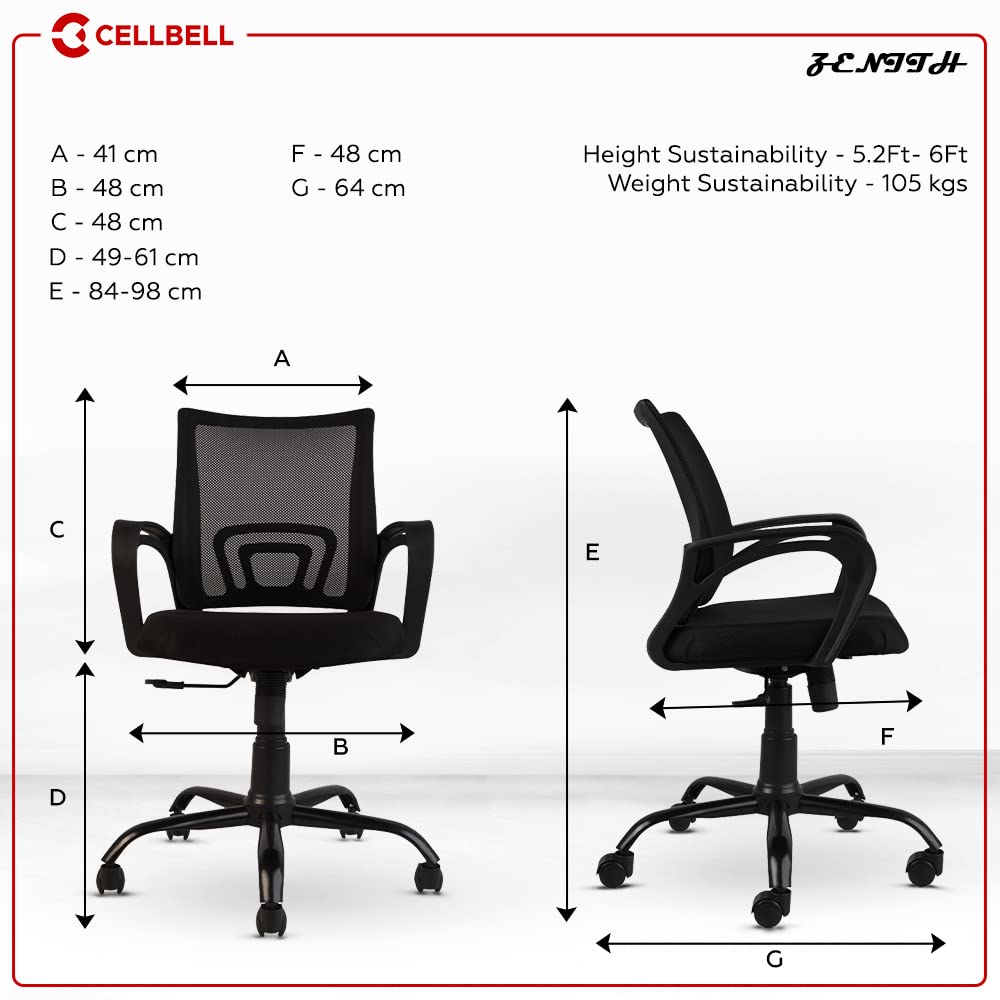 CELLBELL
ZENITH
A - 41 cm
B - 48 cm
C - 48 cm
D - 49-61 cm
E - 84-98 cm
F - 48 cm
G - 64 cm
Height Sustainability - 5.2Ft- 6Ft
Weight Sustainability - 105 kgs
A
C
E
B
F
D
G